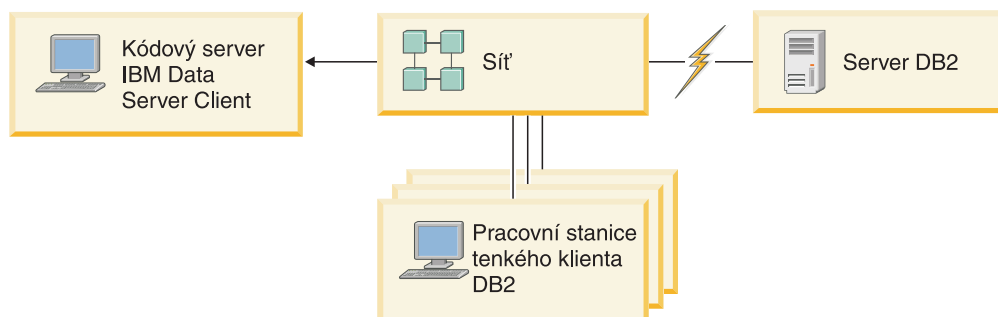 Kódový server
IBM Data
Server Client
Síť
Server DB2
Pracovní stanice
tenkého klienta
DB2